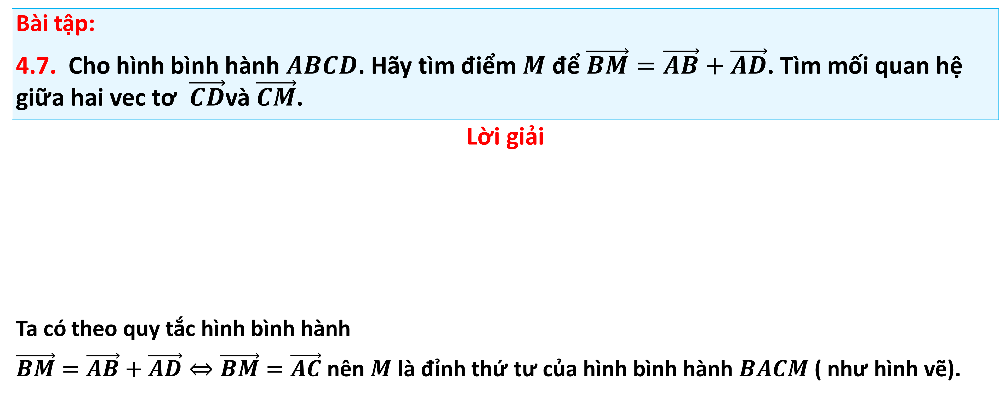 Bài tập:
4.7. Cho hình bình hành $ABCD$. Hãy tìm điểm $M$ để $\overrightarrow{BM} = \overrightarrow{AB} + \overrightarrow{AD}$. Tìm mối quan hệ
giữa hai vec tơ $\overrightarrow{CD}$và $\overrightarrow{CM}$.
Lời giải
Ta có theo quy tắc hình bình hành
$\overrightarrow{BM} = \overrightarrow{AB} + \overrightarrow{AD} \Leftrightarrow \overrightarrow{BM} = \overrightarrow{AC}$ nên $M$ là đỉnh thứ tư của hình bình hành $BACM$ ( như hình vẽ).